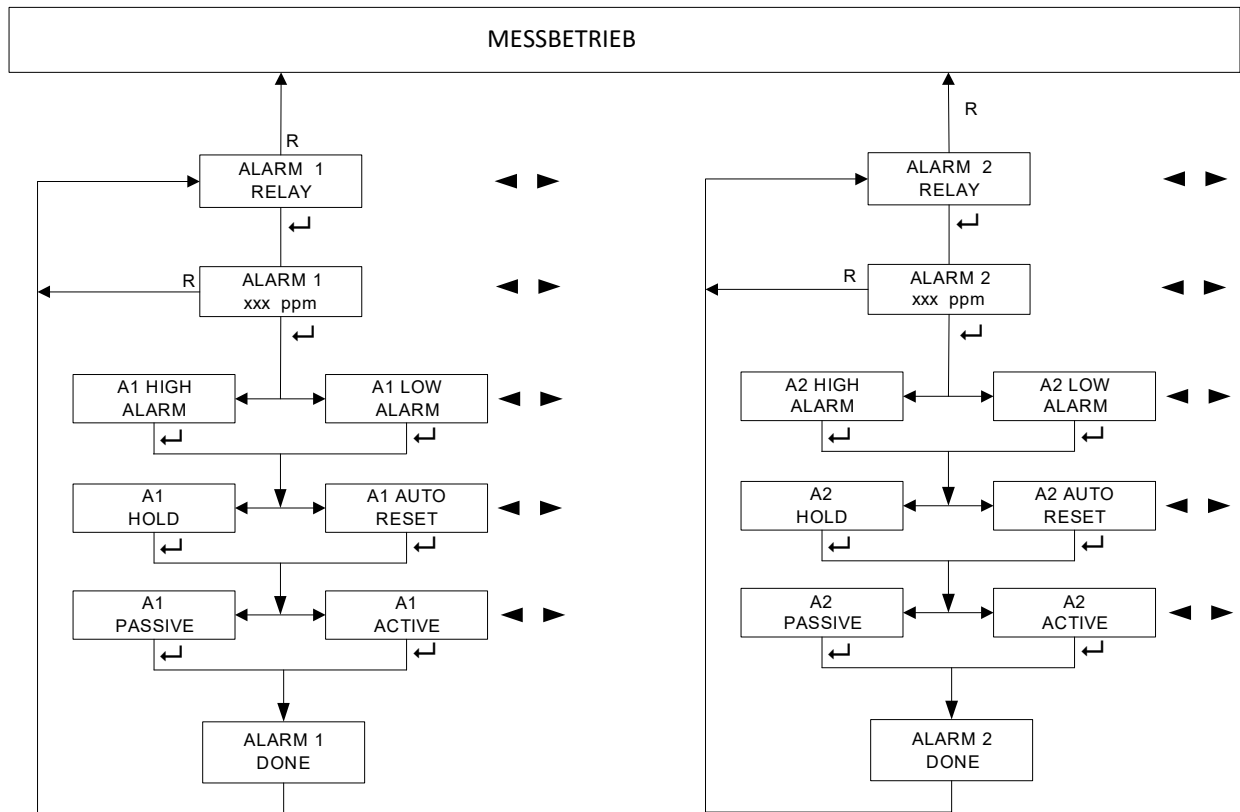 MESSBETRIEB
R
R
ALARM 1
RELAY
ALARM 2
RELAY
R
ALARM 1
xxx ppm
R
ALARM 2
xxx ppm
A1 HIGH
ALARM
A1 LOW
ALARM
A2 HIGH
ALARM
A2 LOW
ALARM
A1
HOLD
A1 AUTO
RESET
A2
HOLD
A2 AUTO
RESET
A1
PASSIVE
A1
ACTIVE
A2
PASSIVE
A2
ACTIVE
ALARM 1
DONE
ALARM 2
DONE